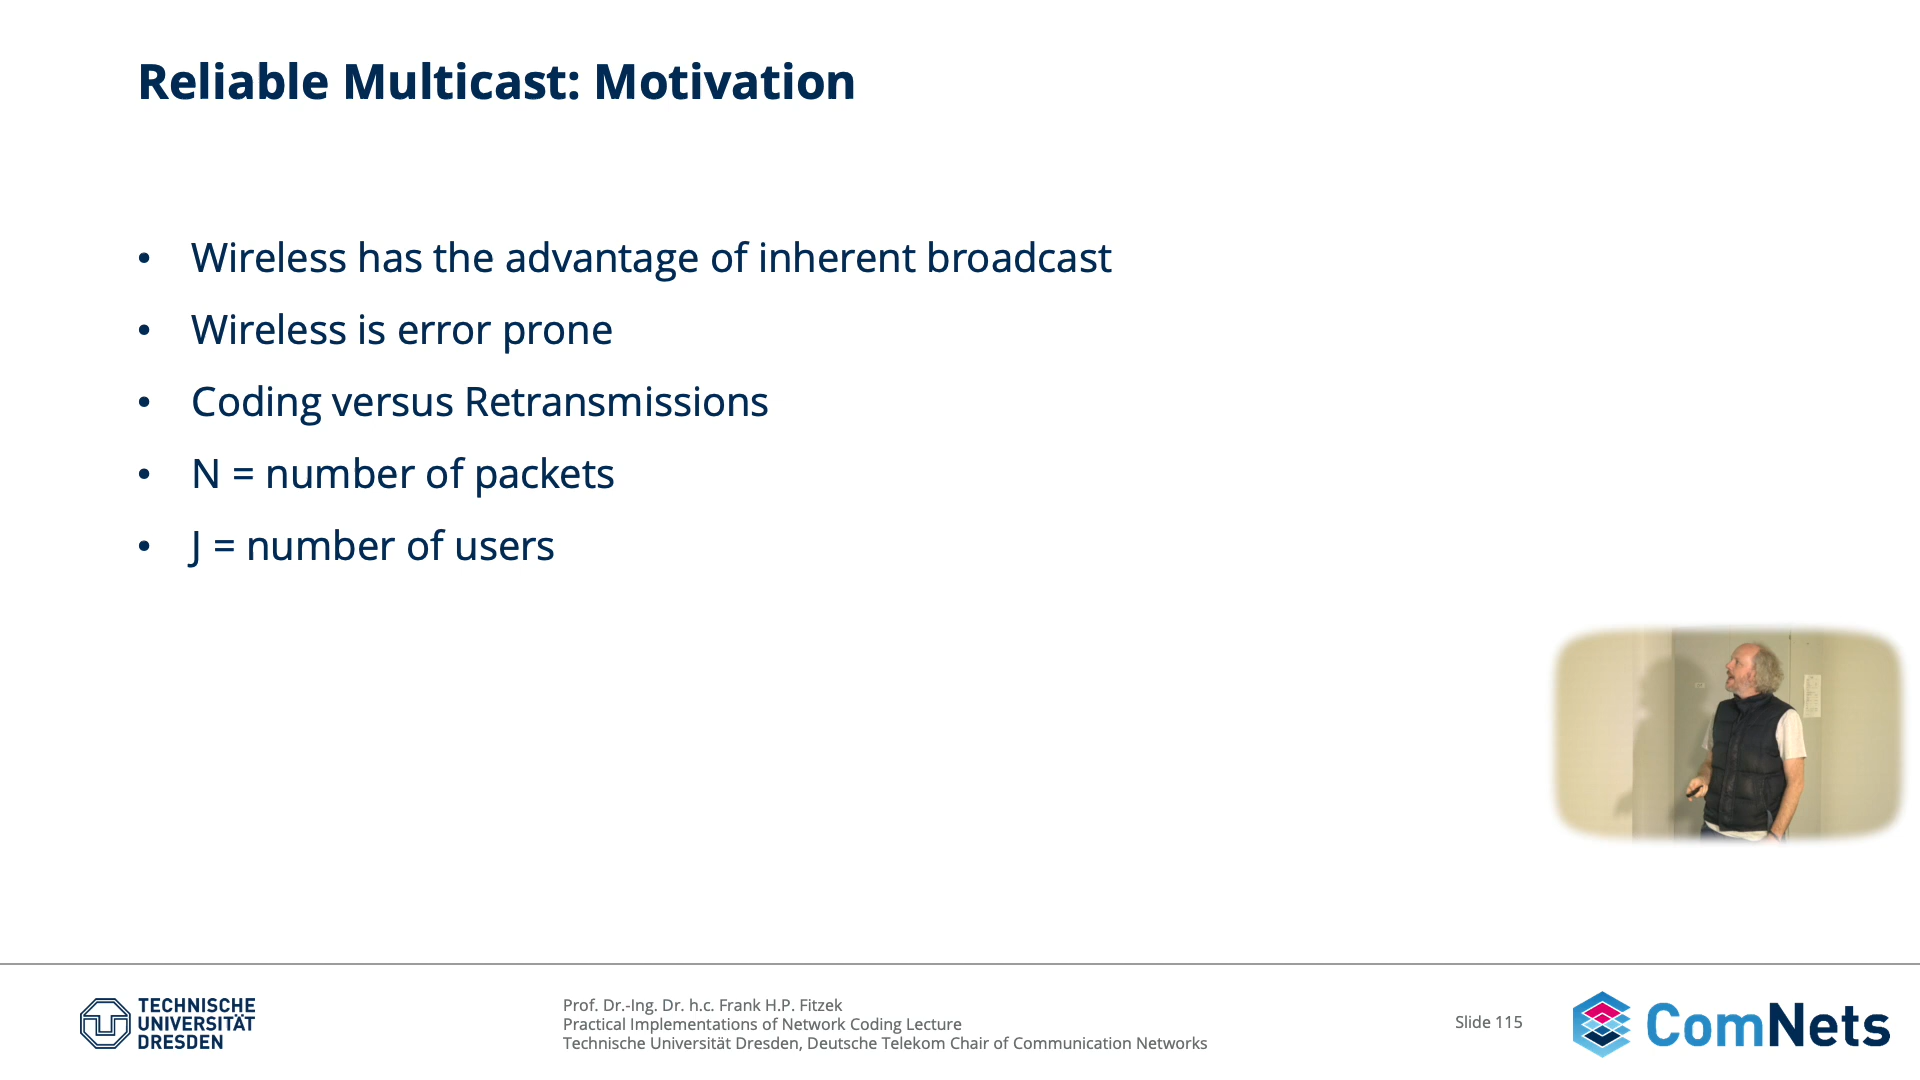 Reliable Multicast: Motivation
• Wireless has the advantage of inherent broadcast
• Wireless is error prone
• Coding versus Retransmissions
• N = number of packets
• J = number of users
TECHNISCHE
UNIVERSITÄT
DRESDEN
Prof. Dr.-Ing. Dr. h.c. Frank H.P. Fitzek
Practical Implementations of Network Coding Lecture
Technische Universität Dresden, Deutsche Telekom Chair of Communication Networks
Slide 115
ComNets